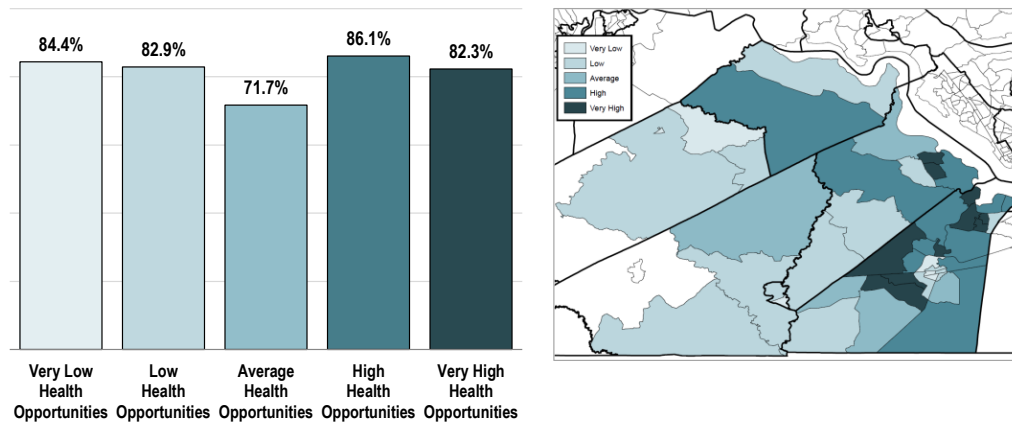 84.4%
82.9%
71.7%
86.1%
82.3%
Very Low
Health
Opportunities
Low
Health
Opportunities
Average
Health
Opportunities
High
Health
Opportunities
Very High
Health
Opportunities
Very Low
Low
Average
High
Very High